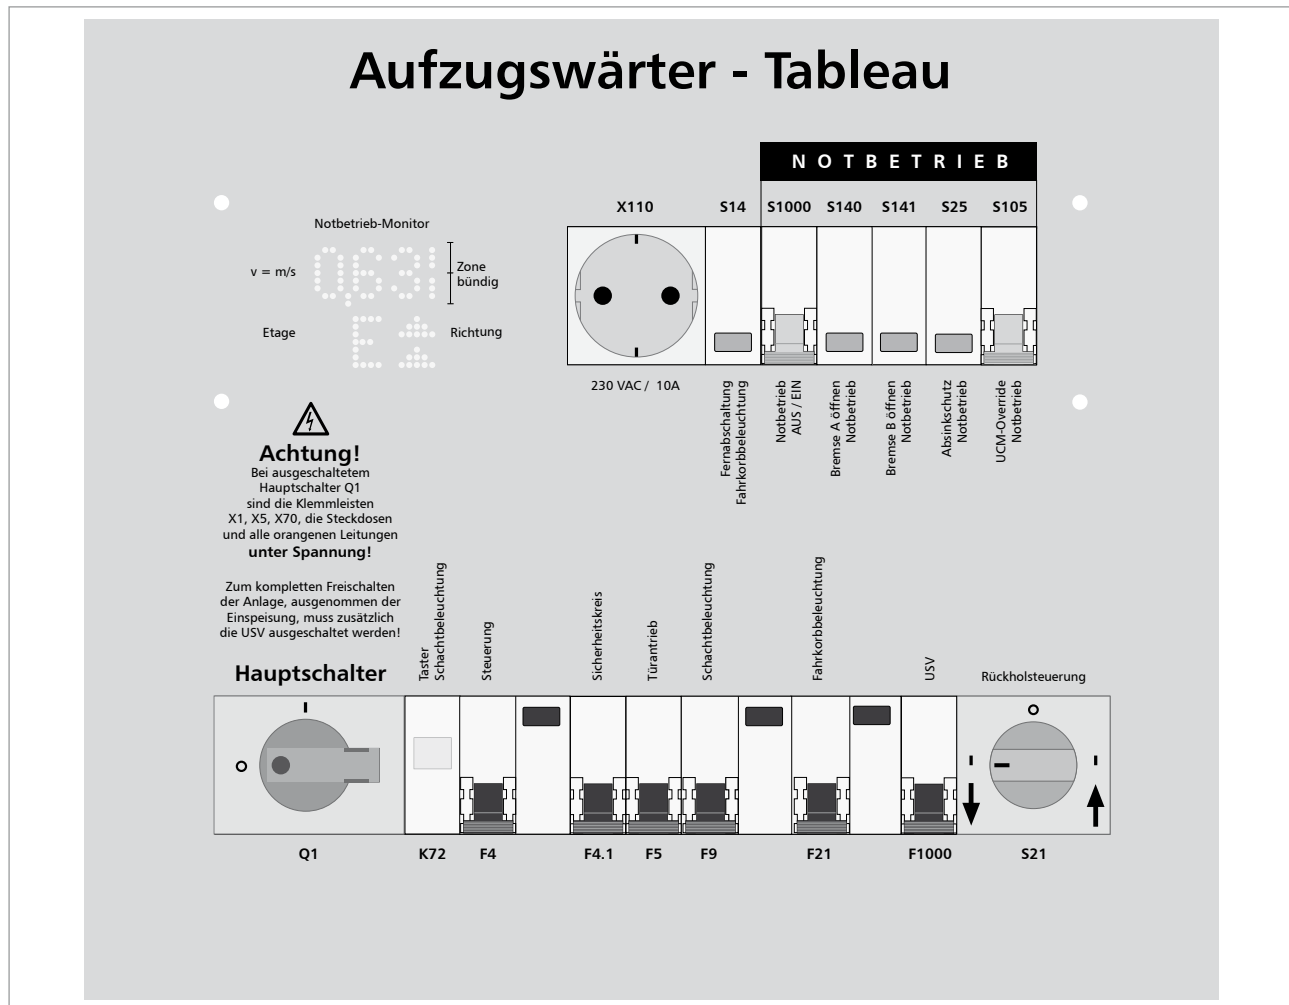 Aufzugswärter - Tableau
N O T B E T R I E B
X110
S14
S1000
S140
S141
S25
S105
Notbetrieb-Monitor
v = m/s
0,63
Zone
bündig
Etage
E
Richtung
230 VAC / 10A
Fernabschaltung
Fahrkorbbeleuchtung
Notbetrieb
AUS / EIN
Bremse A öffnen
Notbetrieb
Bremse B öffnen
Notbetrieb
Absinkschutz
Notbetrieb
UCM-Override
Notbetrieb
Achtung!
Bei ausgeschaltetem
Hauptschalter Q1
sind die Klemmleisten
X1, X5, X70, die Steckdosen
und alle orangenen Leitungen
unter Spannung!
Zum kompletten Freischalten
der Anlage, ausgenommen der
Einspeisung, muss zusätzlich
die USV ausgeschaltet werden!
Hauptschalter
Taster
Schachtbeleuchtung
Steuerung
Sicherheitskreis
Türantrieb
Schachtbeleuchtung
Fahrkorbbeleuchtung
USV
Rückholsteuerung
Q1
K72
F4
F4.1
F5
F9
F21
F1000
S21